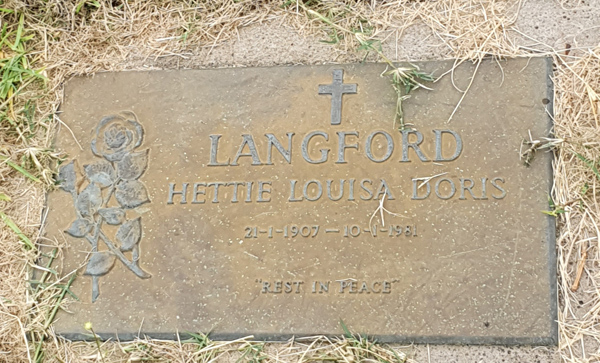 LANGFORD
HETTIE LOUISA DORIS
21-1-1907 — 10-1-1981
"REST IN PEACE"